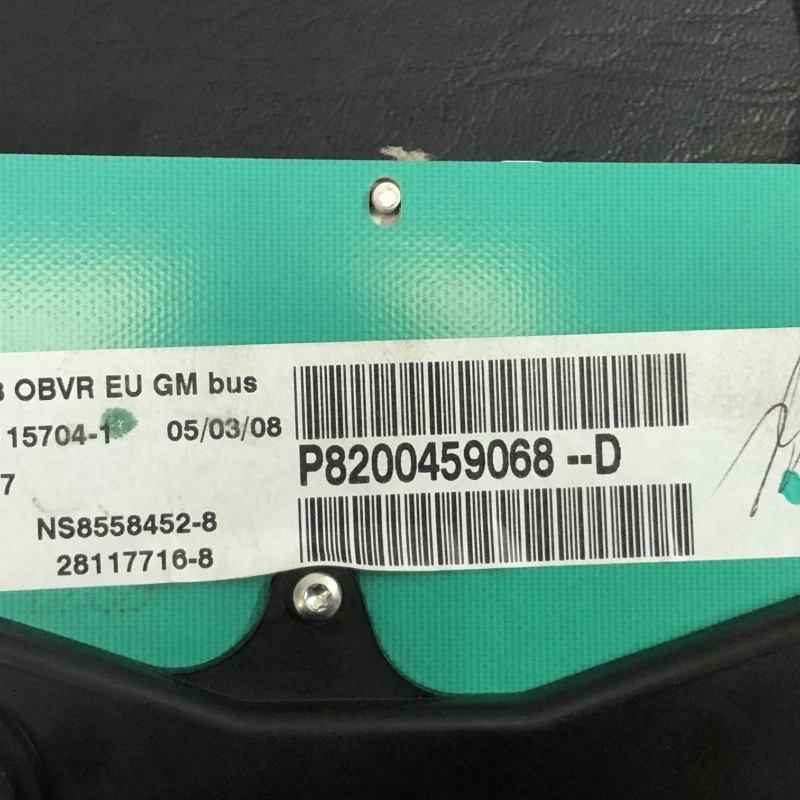 OBVR EU GM bus
15704-1 05/03/08
7
NS8558452-8
28117716-8
P8200459068 --D